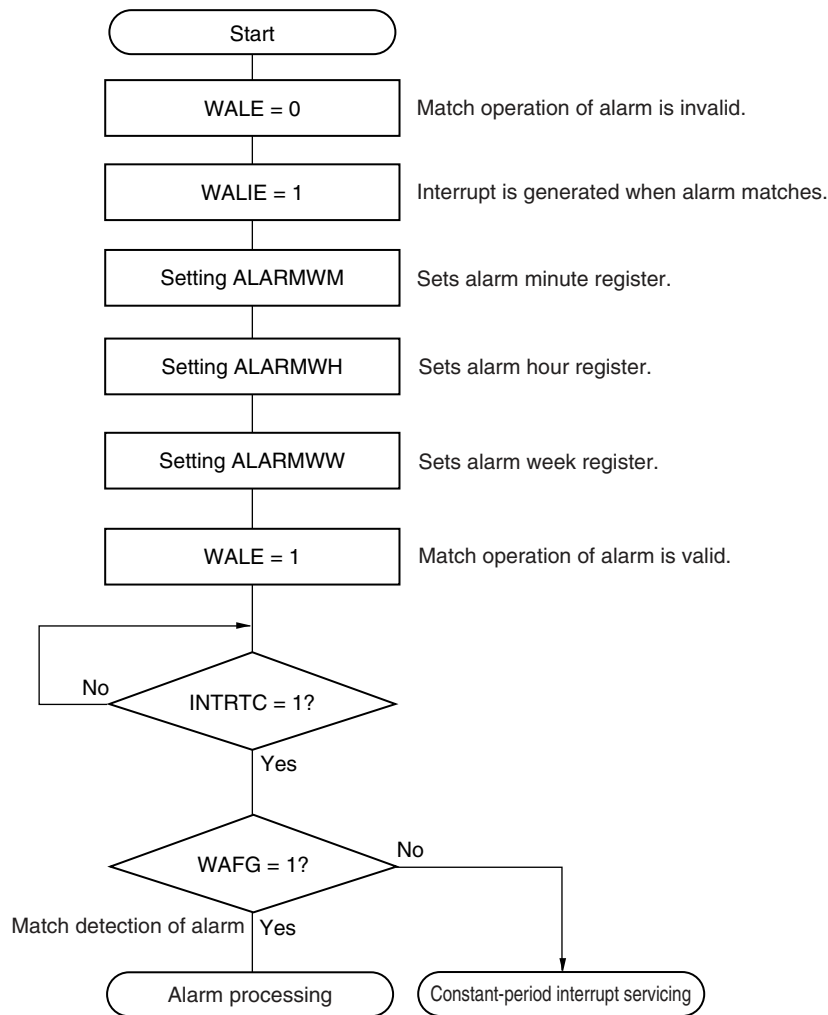 Start
WALE = 0
Match operation of alarm is invalid.
WALIE = 1
Interrupt is generated when alarm matches.
Setting ALARMWM
Sets alarm minute register.
Setting ALARMWH
Sets alarm hour register.
Setting ALARMWW
Sets alarm week register.
WALE = 1
Match operation of alarm is valid.
No
INTRTC = 1?
Yes
WAFG = 1?
No
Match detection of alarm
Yes
Alarm processing
Constant-period interrupt servicing